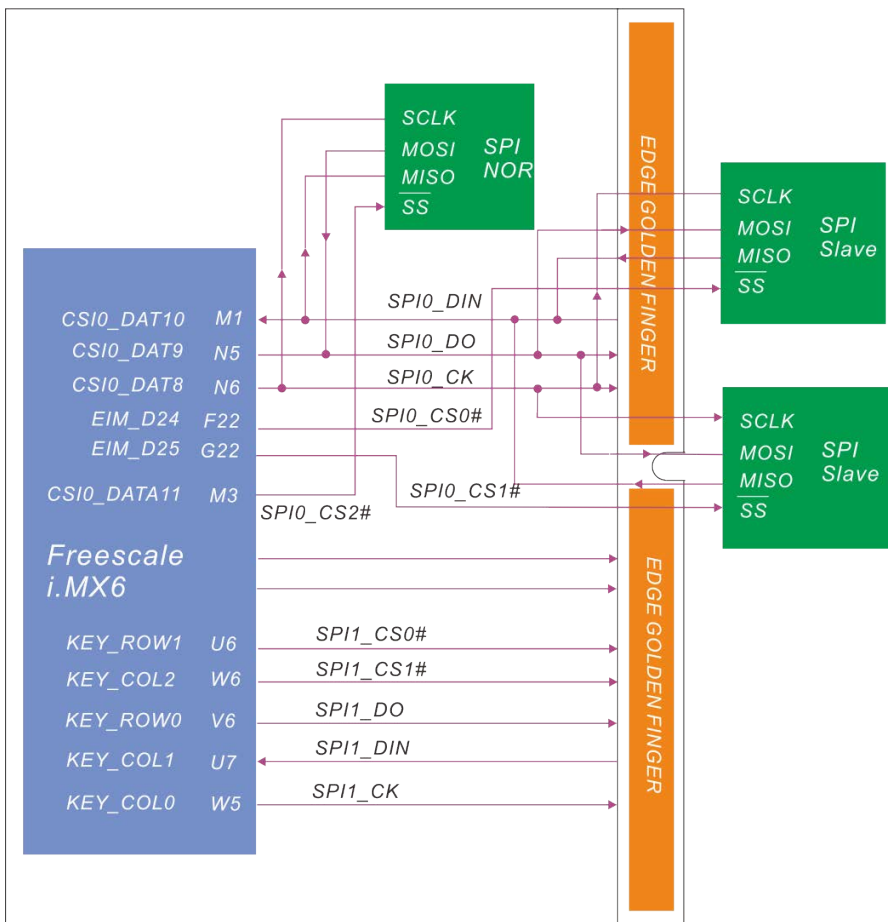 SCLK
MOSI
MISO
SS
SPI
NOR
EDGE GOLDEN FINGER
SCLK
MOSI
MISO
SS
SPI
Slave
CSI0_DAT10 M1
CSI0_DAT9 N5
CSI0_DAT8 N6
EIM_D24 F22
EIM_D25 G22
CSI0_DATA11 M3
SPI0_DIN
SPI0_DO
SPI0_CK
SPI0_CS0#
SPI0_CS1#
SPI0_CS2#
SCLK
MOSI
MISO
SS
SPI
Slave
Freescale
i.MX6
EDGE GOLDEN FINGER
KEY_ROW1 U6
KEY_COL2 W6
KEY_ROW0 V6
KEY_COL1 U7
KEY_COL0 W5
SPI1_CS0#
SPI1_CS1#
SPI1_DO
SPI1_DIN
SPI1_CK